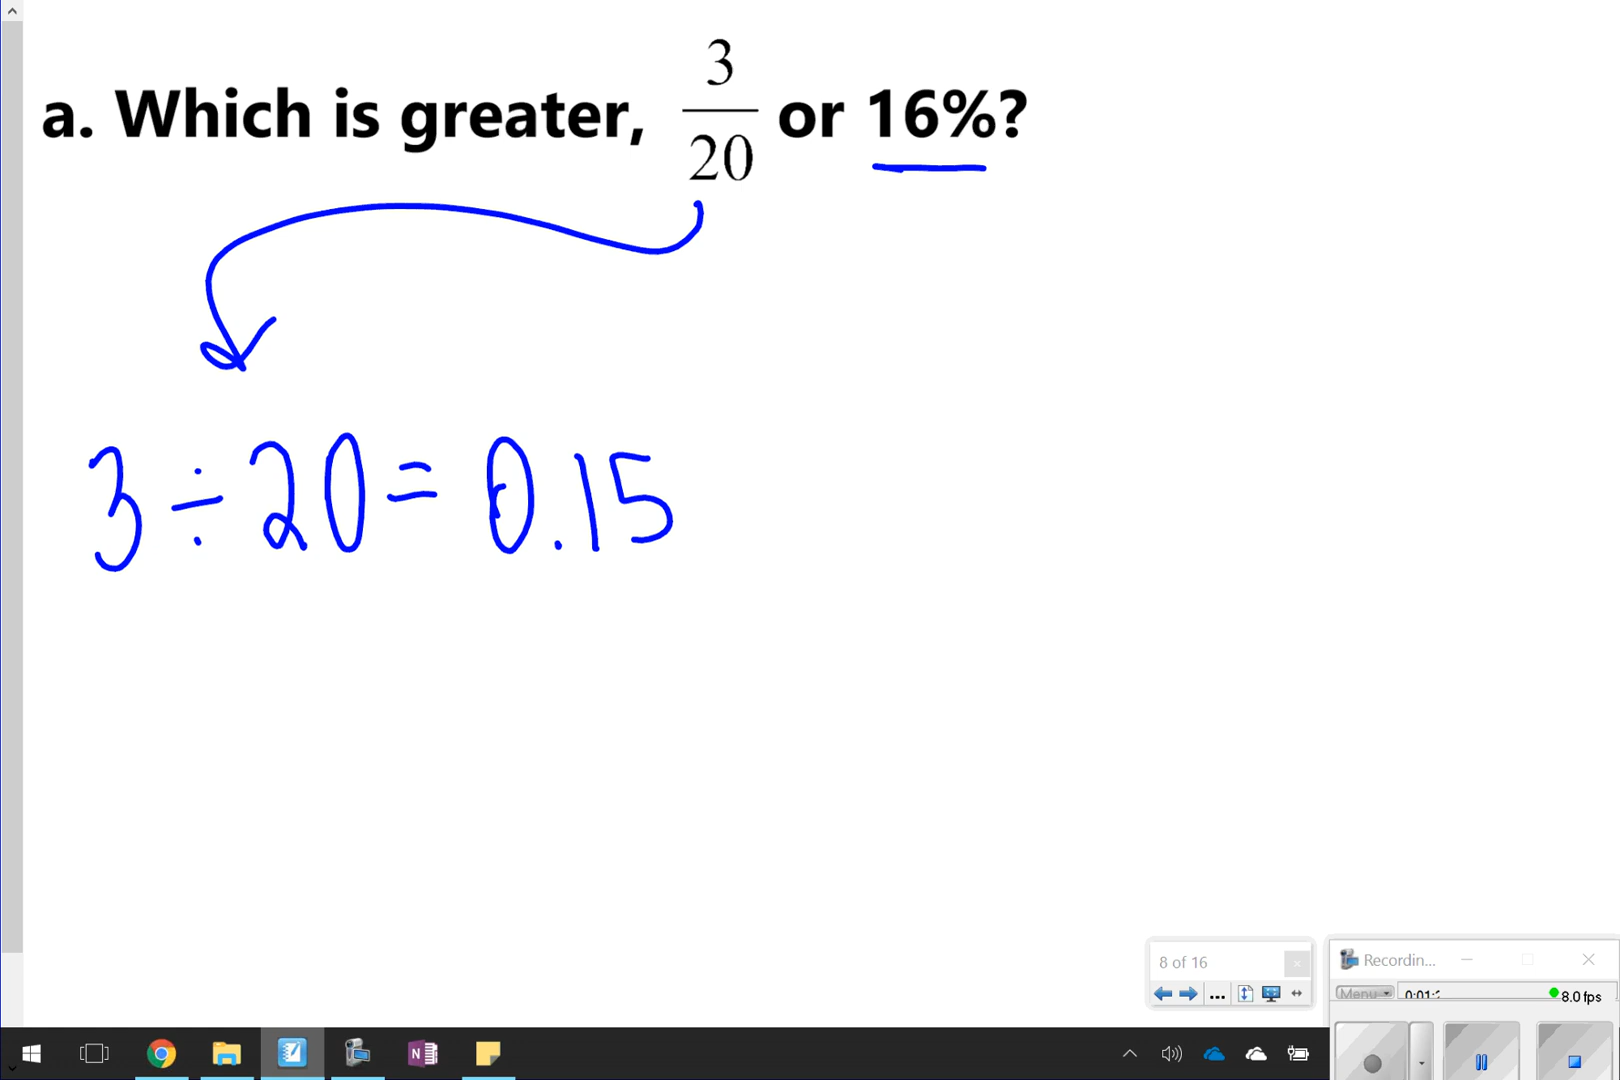 a. Which is greater, 3/20 or 16%?
3 ÷ 20 = 0.15
8 of 16
Recordin...
Menu
8.0 fps